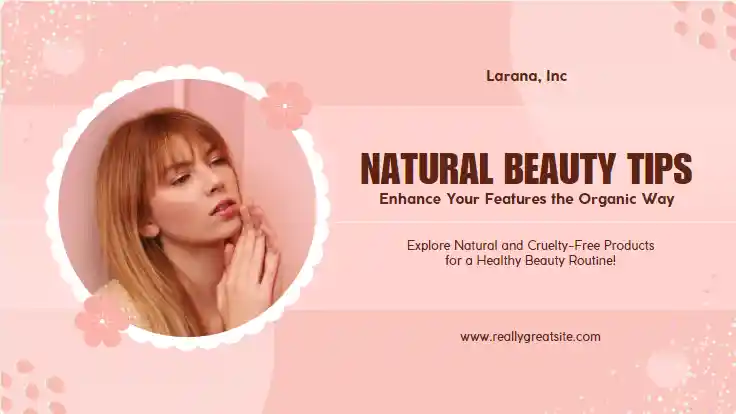 Larana, Inc
NATURAL BEAUTY TIPS
Enhance Your Features the Organic Way
Explore Natural and Cruelty-Free Products
for a Healthy Beauty Routine!
www.reallygreatsite.com